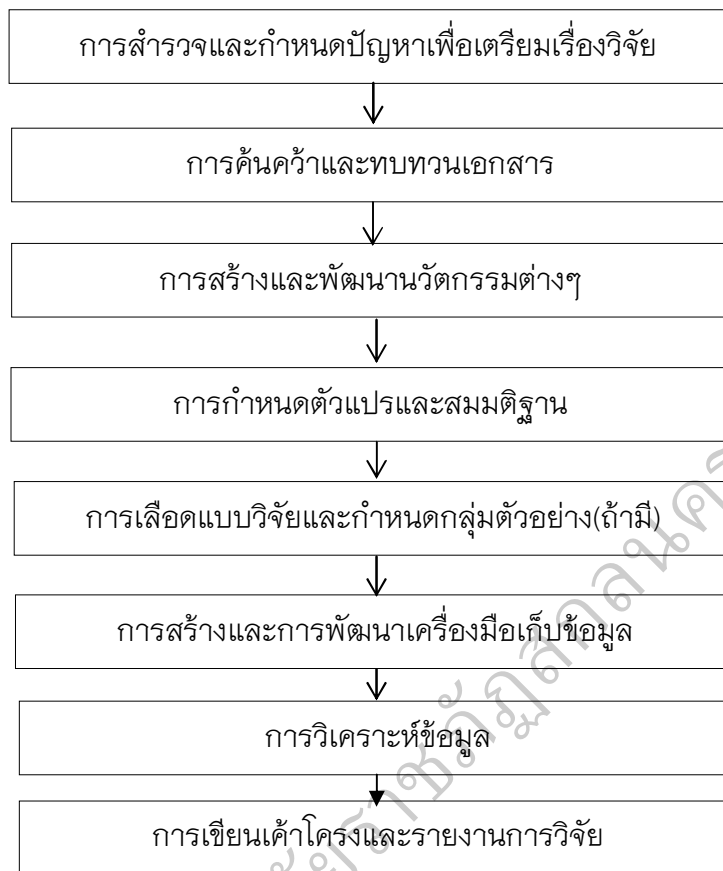 การสำรวจและกำหนดปัญหาเพื่อเตรียมเรื่องวิจัย
การค้นคว้าและทบทวนเอกสาร
การสร้างและพัฒนานวัตกรรมต่างๆ
การกำหนดตัวแปรและสมมติฐาน
การเลือดแบบวิจัยและกำหนดกลุ่มตัวอย่าง(ถ้ามี)
การสร้างและการพัฒนาเครื่องมือเก็บข้อมูล
การวิเคราะห์ข้อมูล
การเขียนเค้าโครงและรายงานการวิจัย